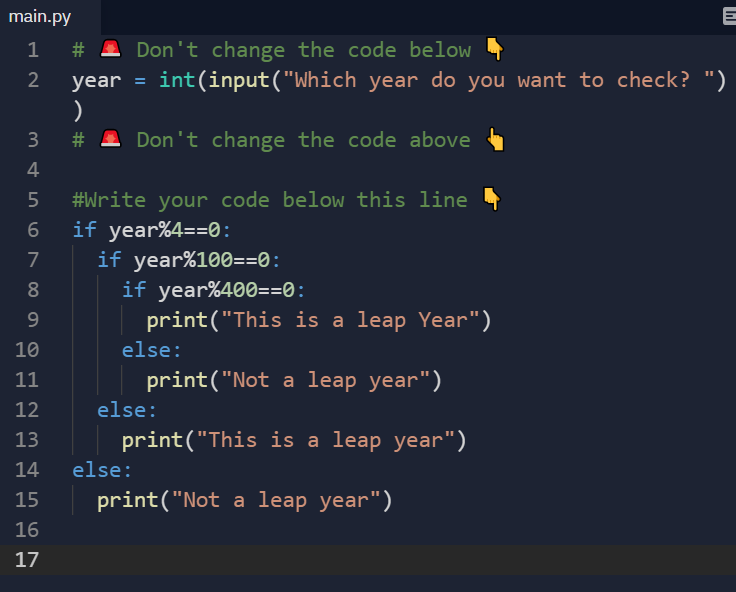 main.py
1 # 🚨 Don't change the code below 👇
2 year = int(input("Which year do you want to check? ")
)
3 # 🚨 Don't change the code above 👆
4
5 #Write your code below this line 👇
6 if year%4==0:
7   if year%100==0:
8     if year%400==0:
9       print("This is a leap Year")
10     else:
11       print("Not a leap year")
12   else:
13     print("This is a leap year")
14 else:
15   print("Not a leap year")
16
17